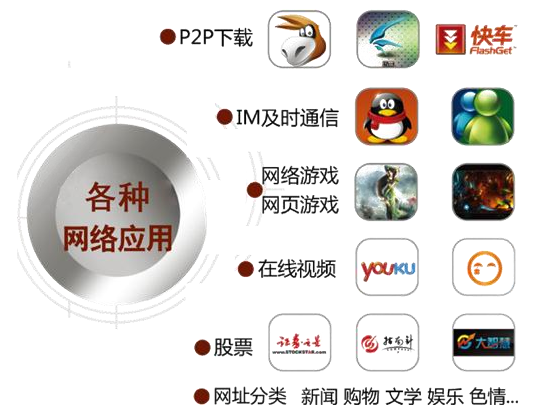 P2P下载
快车
FlashGet
IM及时通信
各种
网络应用
网络游戏
网页游戏
在线视频
YOUKU
股票
证券之星
www.STOCKSTAR.com
指南针
大智慧
网址分类 新闻 购物 文学 娱乐 色情...